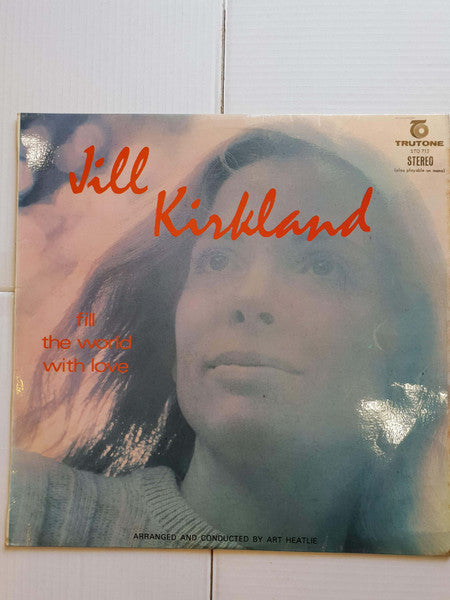 Jill
Kirkland
TRUTONE
STO 713
STEREO
(also playable on mono)
fill
the world
with love
ARRANGED AND CONDUCTED BY ART HEATLIE